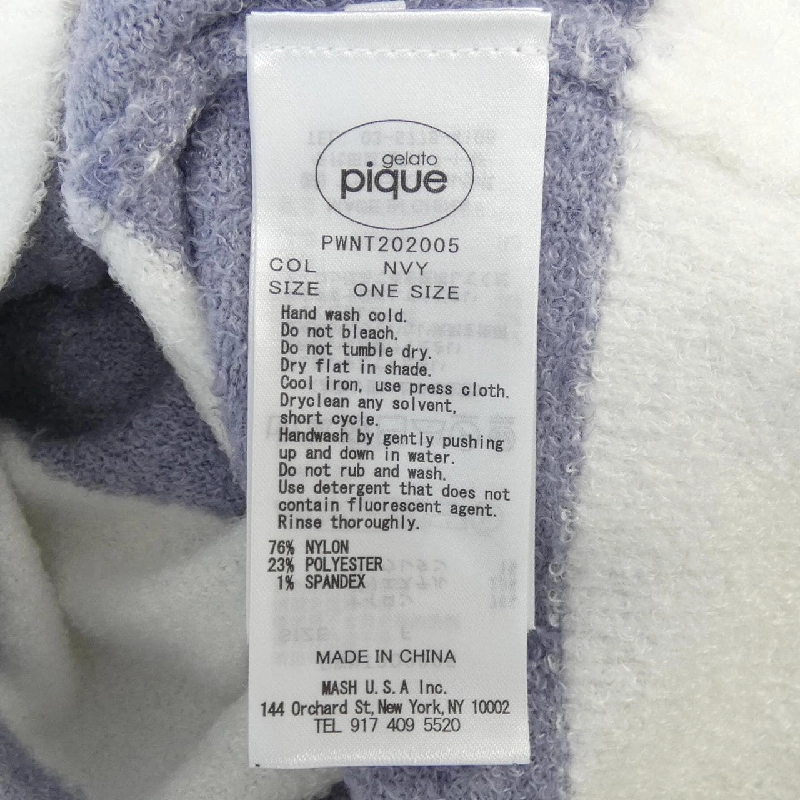 gelato
pique
PWNT202005
COL NVY
SIZE ONE SIZE
Hand wash cold.
Do not bleach.
Do not tumble dry.
Dry flat in shade.
Cool iron, use press cloth.
Dryclean any solvent,
short cycle.
Handwash by gently pushing
up and down in water.
Do not rub and wash.
Use detergent that does not
contain fluorescent agent.
Rinse thoroughly.
76% NYLON
23% POLYESTER
1% SPANDEX
MADE IN CHINA
MASH U.S.A Inc.
144 Orchard St, New York, NY 10002
TEL 917 409 5520